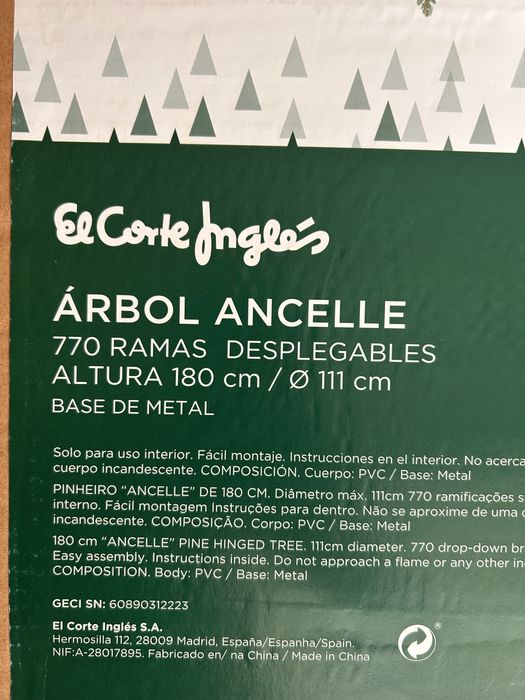 El Corte Inglés
ÁRBOL ANCELLE
770 RAMAS DESPLEGABLES
ALTURA 180 cm / Ø 111 cm
BASE DE METAL
Solo para uso interior. Fácil montaje. Instrucciones en el interior. No acerca
cuerpo incandescente. COMPOSICIÓN. Cuerpo: PVC / Base: Metal
PINHEIRO "ANCELLE" DE 180 CM. Diâmetro máx. 111cm 770 ramificações s
interno. Fácil montagem Instruções para dentro. Não se aproxime de uma
incandescente. COMPOSIÇÃO. Corpo: PVC / Base: Metal
180 cm "ANCELLE" PINE HINGED TREE. 111cm diameter. 770 drop-down br
Easy assembly. Instructions inside. Do not approach a flame or any other in
COMPOSITION. Body: PVC / Base: Metal
GECI SN: 60890312223
El Corte Inglés S.A.
Hermosilla 112, 28009 Madrid, España/Espanha/Spain.
NIF:A-28017895. Fabricado en/ na China / Made in China